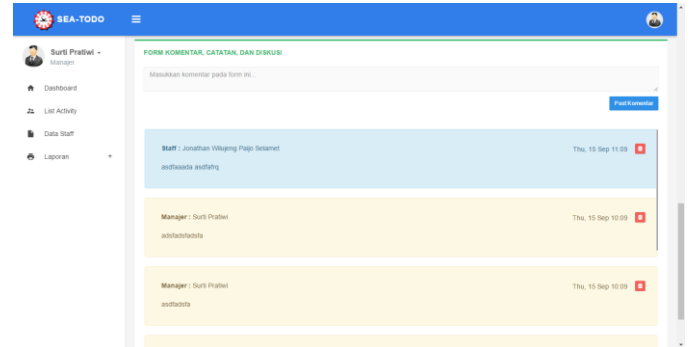 SEA-TODO
Surti Pratiwi
Manajer
Dashboard
List Activity
Data Staff
Laporan
FORM KOMENTAR, CATATAN, DAN DISKUSI
Masukkan komentar pada form ini...
Post Komentar
Staff : Jonathan Wilujeng Paijo Selamet
Thu, 15 Sep 11:09
asdfaaada asdfafrq
Manajer : Surti Pratiwi
Thu, 15 Sep 10:09
adsfadsfadsfa
Manajer : Surti Pratiwi
Thu, 15 Sep 10:09
asdfadsfa